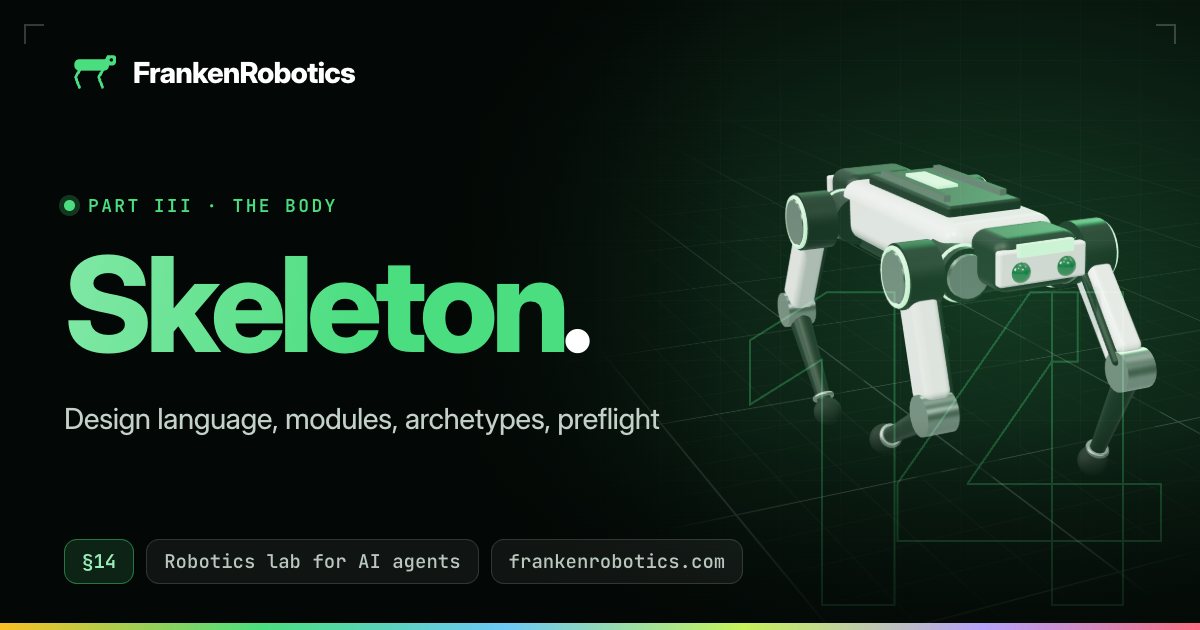 FrankenRobotics
PART III · THE BODY
Skeleton.
Design language, modules, archetypes, preflight
14
§14
Robotics lab for AI agents
frankenrobotics.com